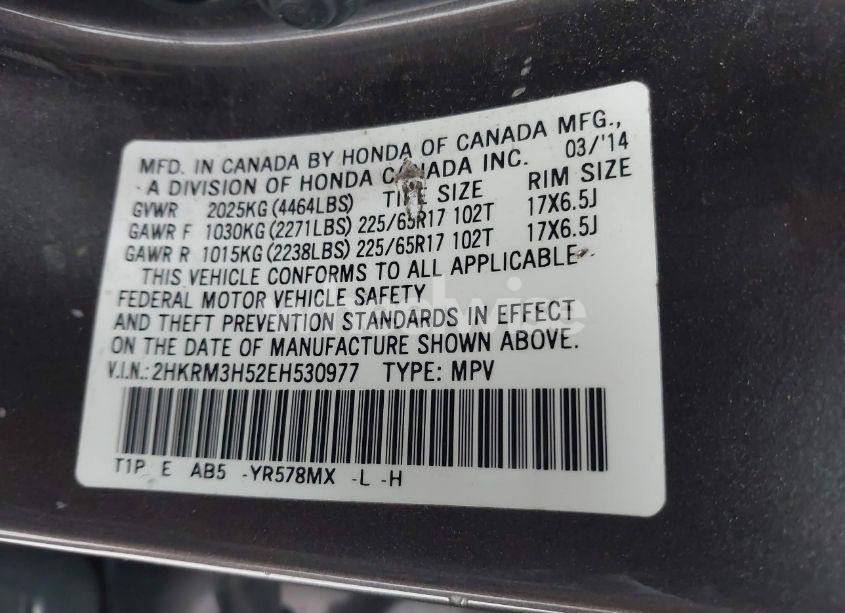 MFD. IN CANADA BY HONDA OF CANADA MFG.,
A DIVISION OF HONDA CANADA INC. 03/'14
GVWR 2025KG(4464LBS) TIRE SIZE RIM SIZE
GAWR F 1030KG(2271LBS) 225/65R17 102T 17X6.5J
GAWR R 1015KG(2238LBS) 225/65R17 102T 17X6.5J
THIS VEHICLE CONFORMS TO ALL APPLICABLE
FEDERAL MOTOR VEHICLE SAFETY
AND THEFT PREVENTION STANDARDS IN EFFECT
ON THE DATE OF MANUFACTURE SHOWN ABOVE.
V.I.N.:2HKRM3H52EH530977 TYPE: MPV
T1P E AB5 -YR578MX -L -H